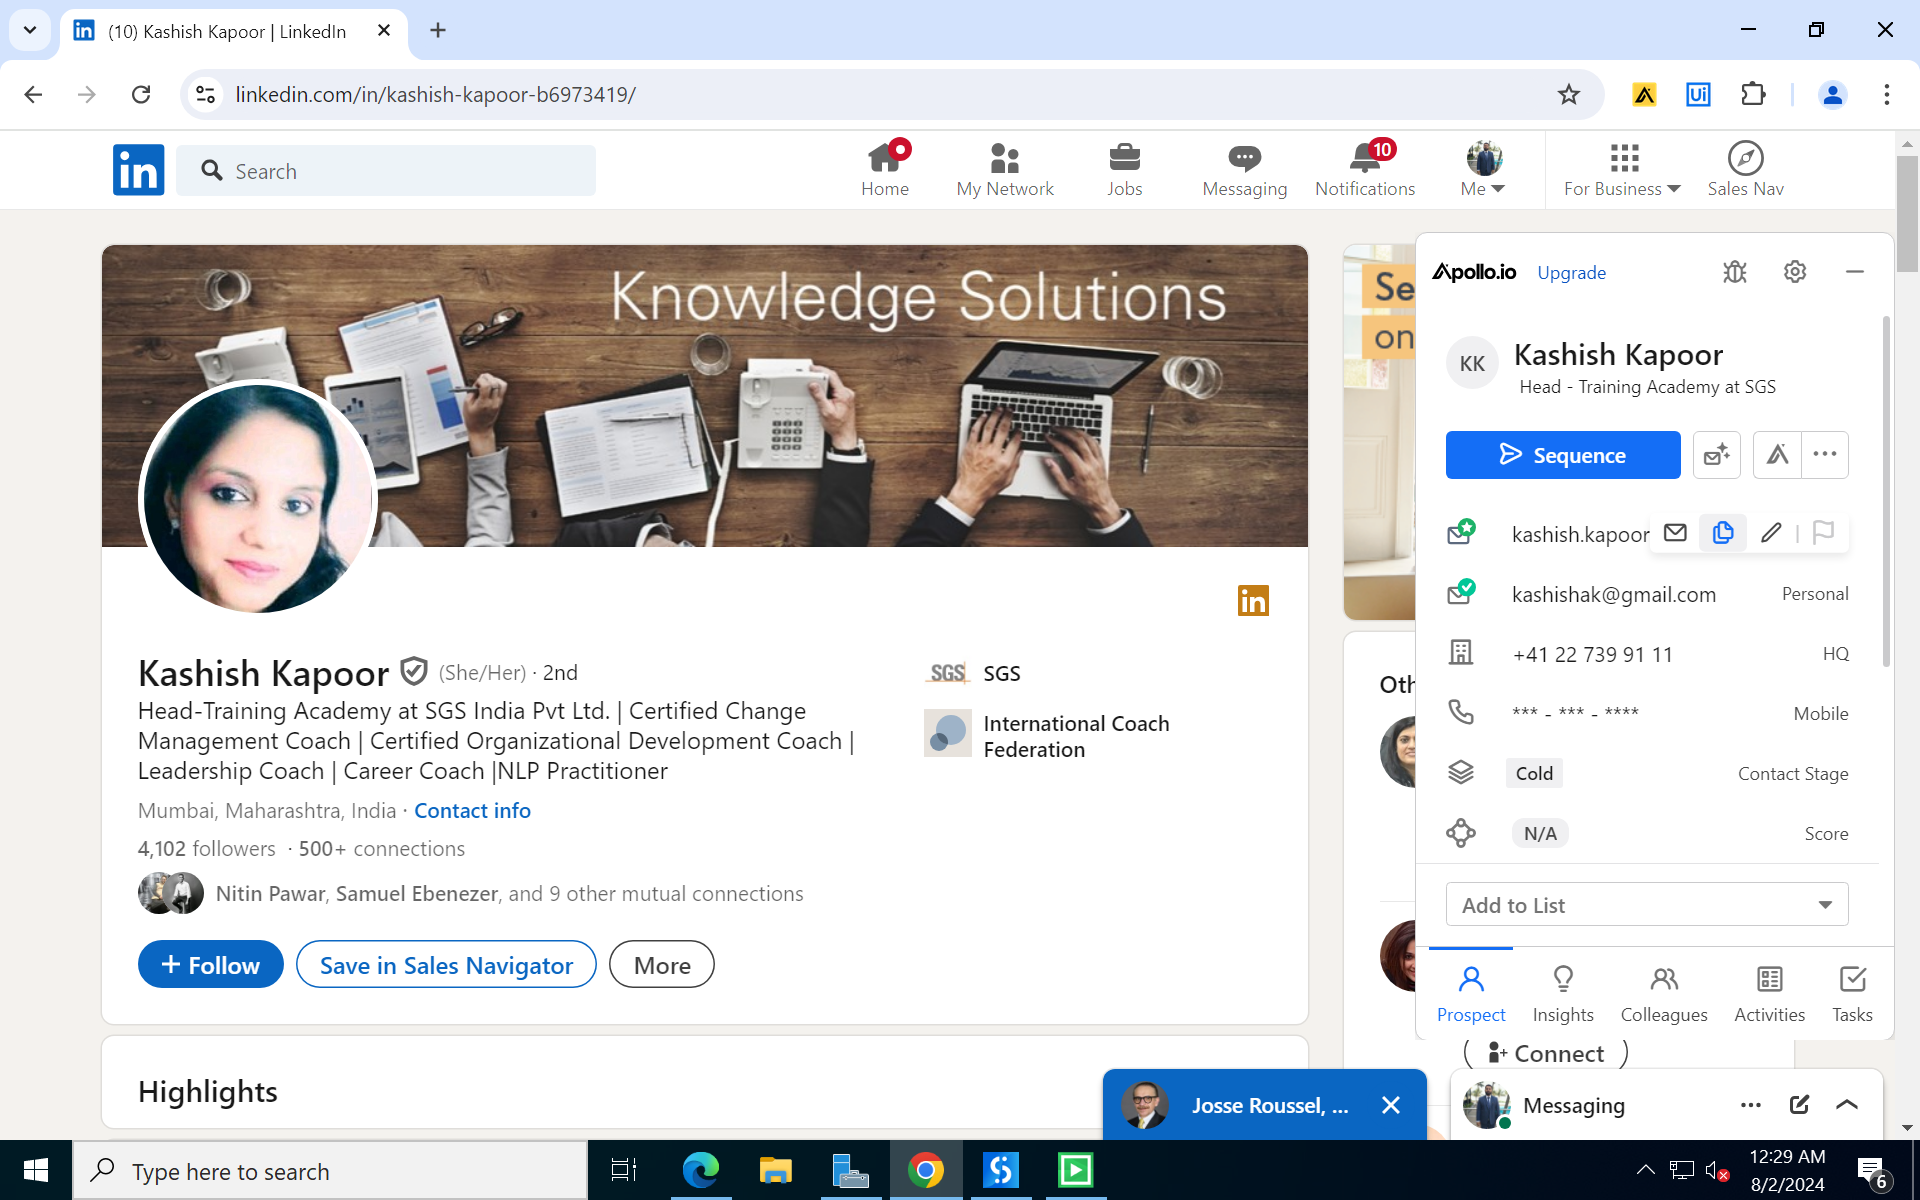 (10) Kashish Kapoor | LinkedIn
linkedin.com/in/kashish-kapoor-b6973419/
Search
Home
My Network
Jobs
Messaging
10
Notifications
Me
For Business
Sales Nav
Knowledge Solutions
Se
on
Apollo.io
Upgrade
KK
Kashish Kapoor
Head - Training Academy at SGS
Sequence
kashish.kapoor
kashishak@gmail.com
Personal
+41 22 739 91 11
HQ
*** - *** - ****
Mobile
Cold
Contact Stage
N/A
Score
Add to List
Prospect
Insights
Colleagues
Activities
Tasks
Kashish Kapoor (She/Her) · 2nd
Head-Training Academy at SGS India Pvt Ltd. | Certified Change
Management Coach | Certified Organizational Development Coach |
Leadership Coach | Career Coach |NLP Practitioner
Mumbai, Maharashtra, India · Contact info
4,102 followers · 500+ connections
Nitin Pawar, Samuel Ebenezer, and 9 other mutual connections
SGS
SGS
International Coach
Federation
Follow
Save in Sales Navigator
More
Oth
Connect
Highlights
Josse Roussel, ...
Messaging
Type here to search
12:29 AM
8/2/2024
6